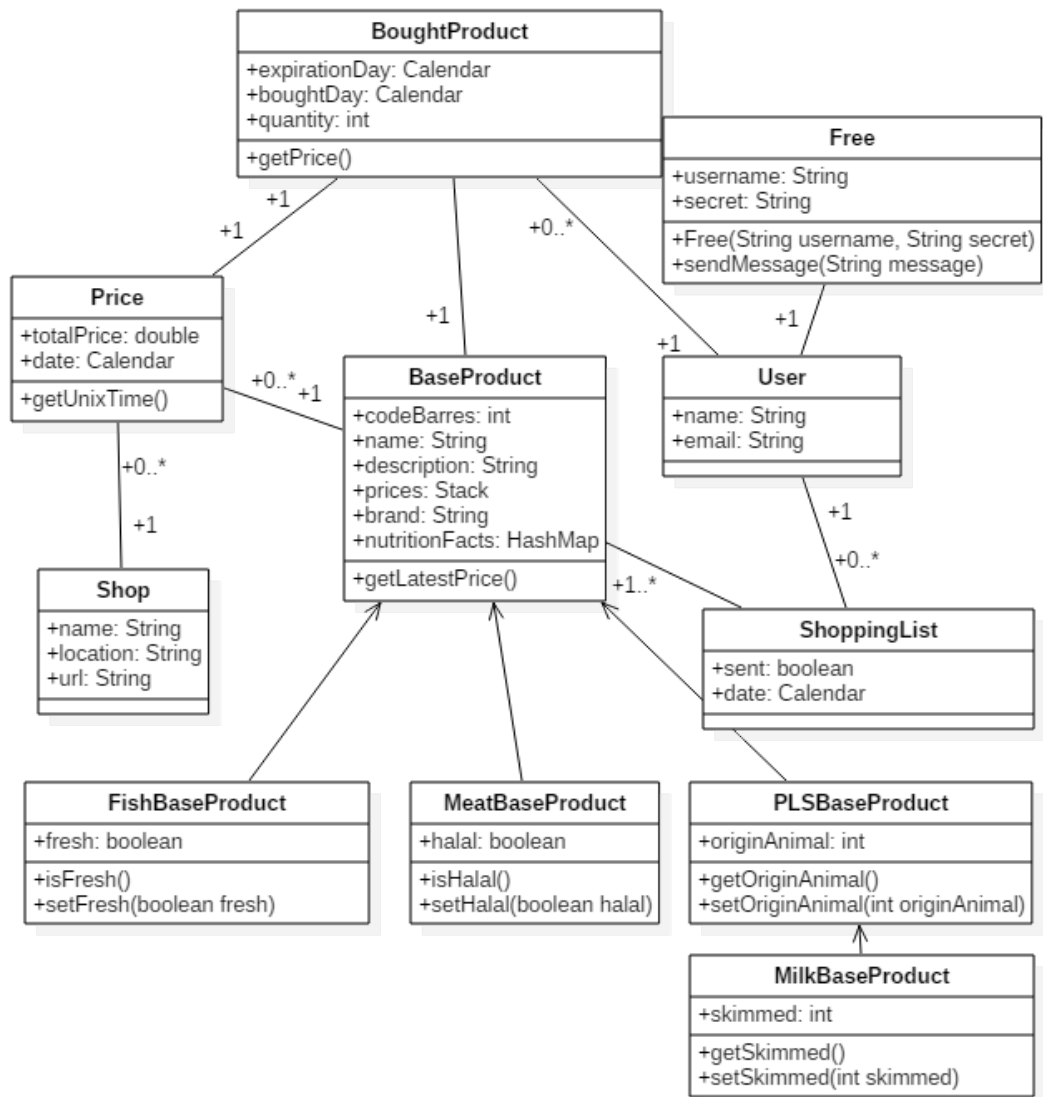 BoughtProduct
+expirationDay: Calendar
+boughtDay: Calendar
+quantity: int
+getPrice()
Free
+username: String
+secret: String
+Free(String username, String secret)
+sendMessage(String message)
+1
+1
+0..*
+1
+1
+1
Price
+totalPrice: double
+date: Calendar
+getUnixTime()
+0..*
+1
BaseProduct
+codeBarres: int
+name: String
+description: String
+prices: Stack
+brand: String
+nutritionFacts: HashMap
+getLatestPrice()
User
+name: String
+email: String
+0..*
+1
+1
+0..*
+1..*
Shop
+name: String
+location: String
+url: String
ShoppingList
+sent: boolean
+date: Calendar
FishBaseProduct
+fresh: boolean
+isFresh()
+setFresh(boolean fresh)
MeatBaseProduct
+halal: boolean
+isHalal()
+setHalal(boolean halal)
PLSBaseProduct
+originAnimal: int
+getOriginAnimal()
+setOriginAnimal(int originAnimal)
MilkBaseProduct
+skimmed: int
+getSkimmed()
+setSkimmed(int skimmed)